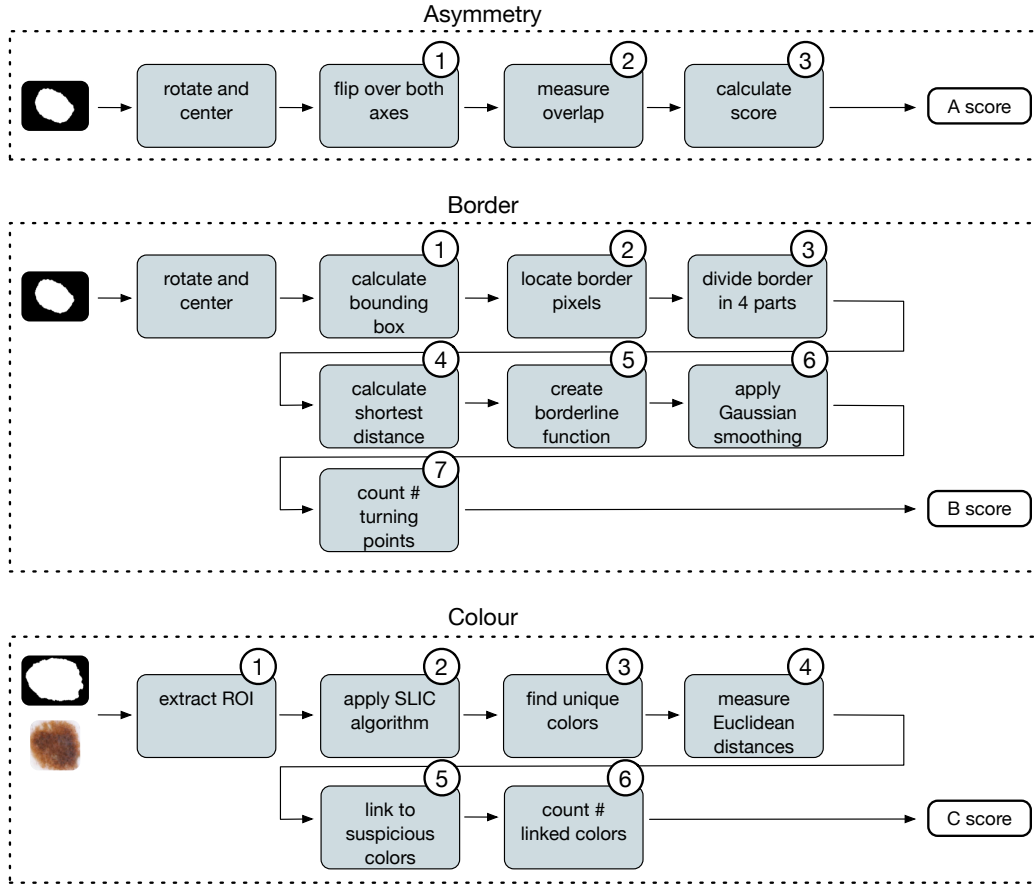 Asymmetry
1
2
3
rotate and
center
flip over both
axes
measure
overlap
calculate
score
A score
Border
1
2
3
rotate and
center
calculate
bounding
box
locate border
pixels
divide border
in 4 parts
4
5
6
calculate
shortest
distance
create
borderline
function
apply
Gaussian
smoothing
7
count #
turning
points
B score
Colour
1
2
3
4
extract ROI
apply SLIC
algorithm
find unique
colors
measure
Euclidean
distances
5
6
link to
suspicious
colors
count #
linked colors
C score